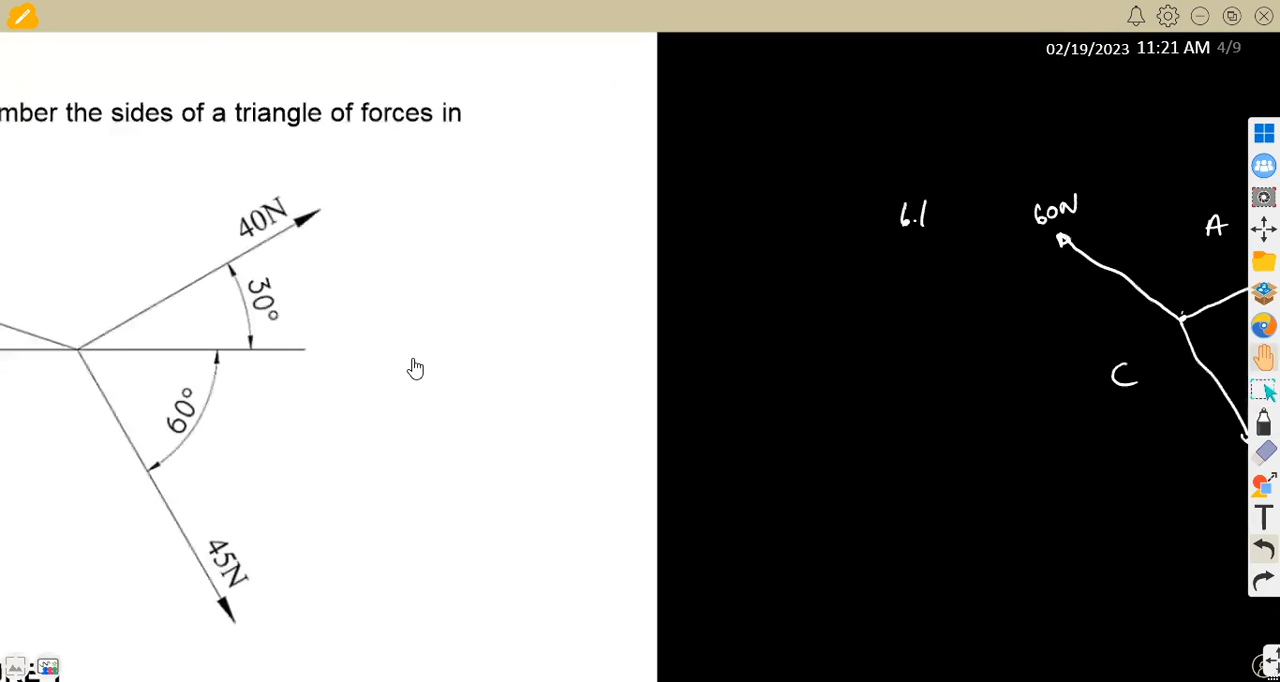 02/19/2023 11:21 AM 4/9
mber the sides of a triangle of forces in
40N
30°
60°
45N
6.1
60N
A
C
T